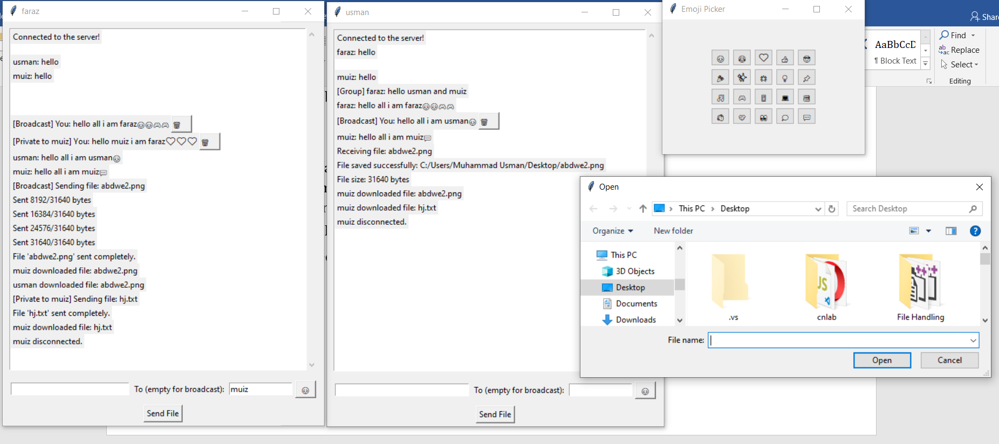 faraz
Connected to the server!
usman: hello
muiz: hello
[Broadcast] You: hello all i am faraz😊😊🎮🎮 🗑
[Private to muiz] You: hello muiz i am faraz♡♡♡ 🗑
usman: hello all i am usman😊
muiz: hello all i am muiz💬
[Broadcast] Sending file: abdwe2.png
Sent 8192/31640 bytes
Sent 16384/31640 bytes
Sent 24576/31640 bytes
Sent 31640/31640 bytes
File 'abdwe2.png' sent completely.
muiz downloaded file: abdwe2.png
usman downloaded file: abdwe2.png
[Private to muiz] Sending file: hj.txt
File 'hj.txt' sent completely.
muiz downloaded file: hj.txt
muiz disconnected.
To (empty for broadcast): muiz
Send File
usman
Connected to the server!
faraz: hello
muiz: hello
[Group] faraz: hello usman and muiz
faraz: hello all i am faraz😊😊🎮🎮
[Broadcast] You: hello all i am usman😊 🗑
muiz: hello all i am muiz💬
Receiving file: abdwe2.png
File saved successfully: C:/Users/Muhammad Usman/Desktop/abdwe2.png
File size: 31640 bytes
muiz downloaded file: abdwe2.png
muiz downloaded file: hj.txt
muiz disconnected.
To (empty for broadcast):
Send File
Emoji Picker
Share
AaBbCcD
¶ Block Text
Find
Replace
Select
Editing
Open
This PC > Desktop
Search Desktop
Organize
New folder
This PC
3D Objects
Desktop
Documents
Downloads
.vs
cnlab
File Handling
File name:
Open
Cancel